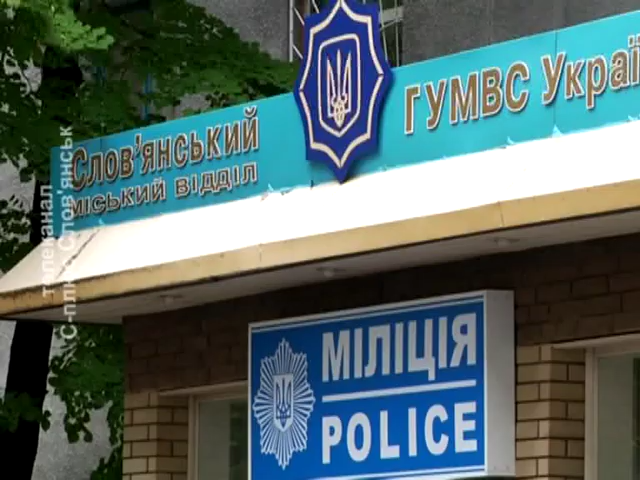 Слов'янський
міський відділ
ГУМВС Украї
МІЛІЦІЯ
POLICE
телеканал
С-плюс Слов'янськ